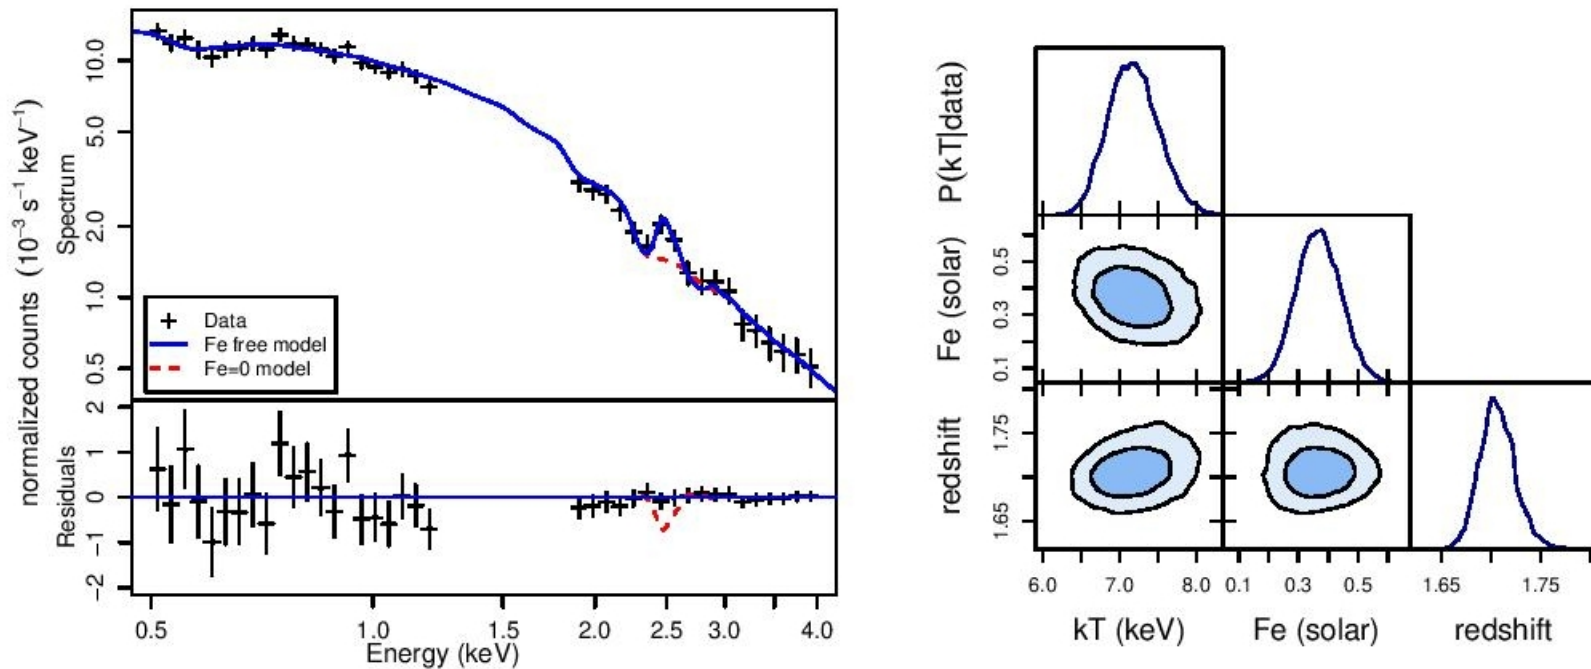 normalized counts (10⁻³ s⁻¹ keV⁻¹)
Spectrum
10.0
5.0
2.0
1.0
0.5
Data
Fe free model
Fe=0 model
Residuals
2
1
0
−1
−2
0.5 1.0 1.5 2.0 2.5 3.0 4.0
Energy (keV)
P(kT|data)
Fe (solar)
0.5
0.3
0.1
redshift
1.75
1.65
6.0 7.0 8.0 0.1 0.3 0.5 1.65 1.75
kT (keV) Fe (solar) redshift